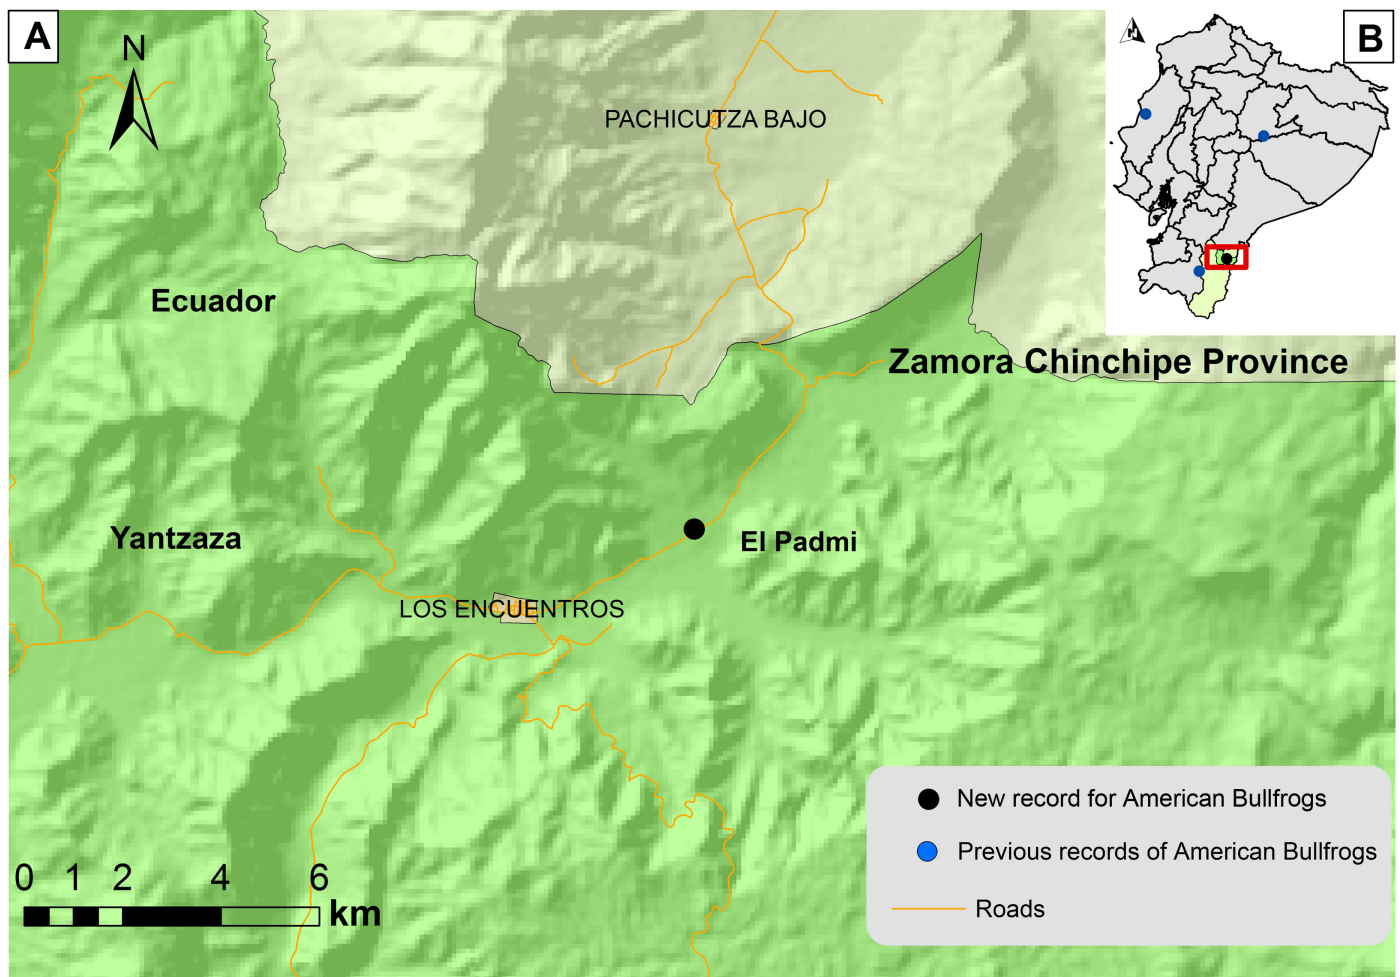 A
N
PACHICUTZA BAJO
B
N
Ecuador
Zamora Chinchipe Province
Yantzaza
El Padmi
LOS ENCUENTROS
New record for American Bullfrogs
Previous records of American Bullfrogs
Roads
0 1 2 4 6
km